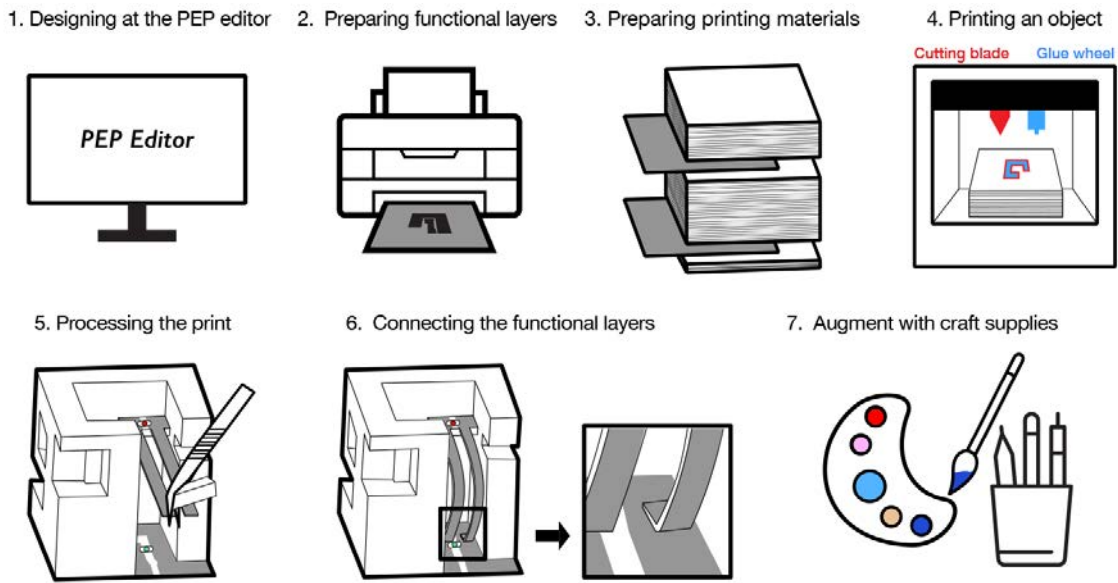 1. Designing at the PEP editor
2. Preparing functional layers
3. Preparing printing materials
4. Printing an object
Cutting blade
Glue wheel
PEP Editor
5. Processing the print
6. Connecting the functional layers
7. Augment with craft supplies